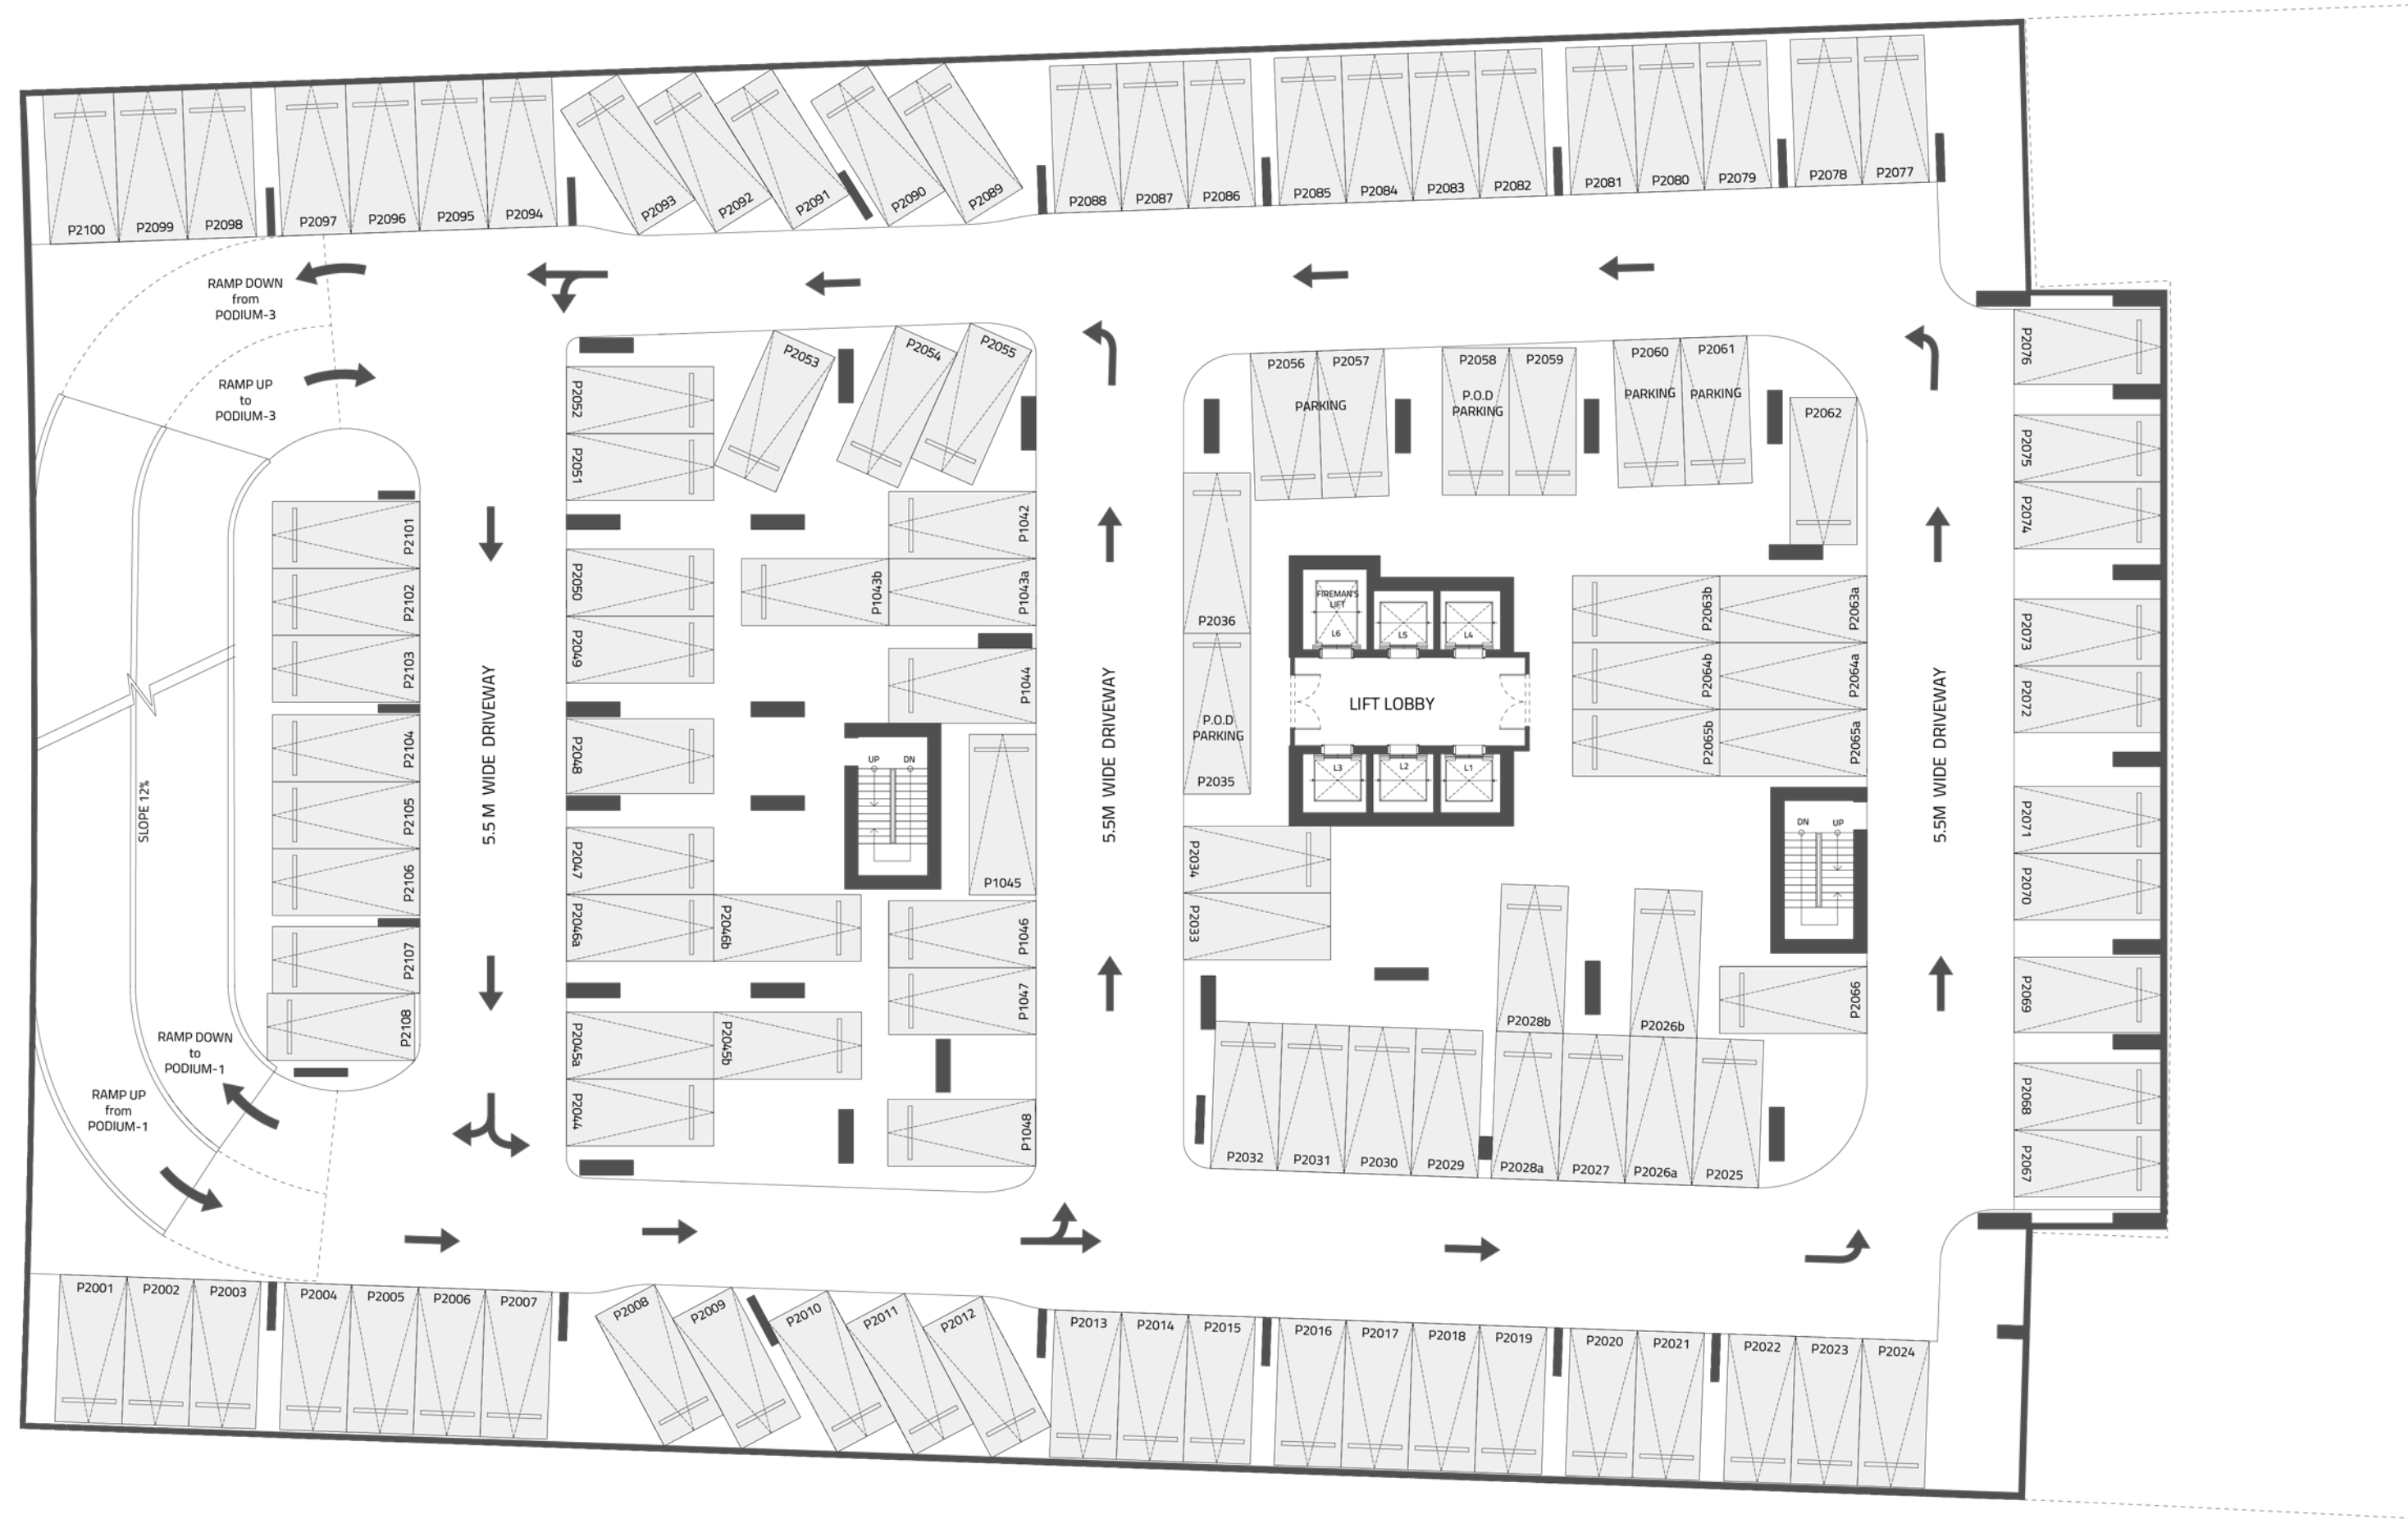 P2100
P2099
P2098
P2097
P2096
P2095
P2094
P2093
P2092
P2091
P2090
P2089
P2088
P2087
P2086
P2085
P2084
P2083
P2082
P2081
P2080
P2079
P2078
P2077
RAMP DOWN
from
PODIUM-3
RAMP UP
to
PODIUM-3
SLOPE 12%
RAMP DOWN
to
PODIUM-1
RAMP UP
from
PODIUM-1
P2101
P2102
P2103
P2104
P2105
P2106
P2107
P2108
5.5 M WIDE DRIVEWAY
P2052
P2051
P2050
P2049
P2048
P2047
P2046a
P2046b
P2045a
P2045b
P2044
P2053
P2054
P2055
P1042
P1043b
P1043a
P1044
UP
DN
P1045
P1046
P1047
P1048
5.5M WIDE DRIVEWAY
P2056
P2057
PARKING
P2058
P.O.D
PARKING
P2059
P2060
PARKING
P2061
PARKING
P2062
P2036
P.O.D
PARKING
P2035
P2034
P2033
FIREMAN'S
LIFT
L6
L5
L4
LIFT LOBBY
L3
L2
L1
P2063b
P2063a
P2064b
P2064a
P2065b
P2065a
DN
UP
P2066
P2028b
P2026b
P2032
P2031
P2030
P2029
P2028a
P2027
P2026a
P2025
5.5M WIDE DRIVEWAY
P2076
P2075
P2074
P2073
P2072
P2071
P2070
P2069
P2068
P2067
P2001
P2002
P2003
P2004
P2005
P2006
P2007
P2008
P2009
P2010
P2011
P2012
P2013
P2014
P2015
P2016
P2017
P2018
P2019
P2020
P2021
P2022
P2023
P2024